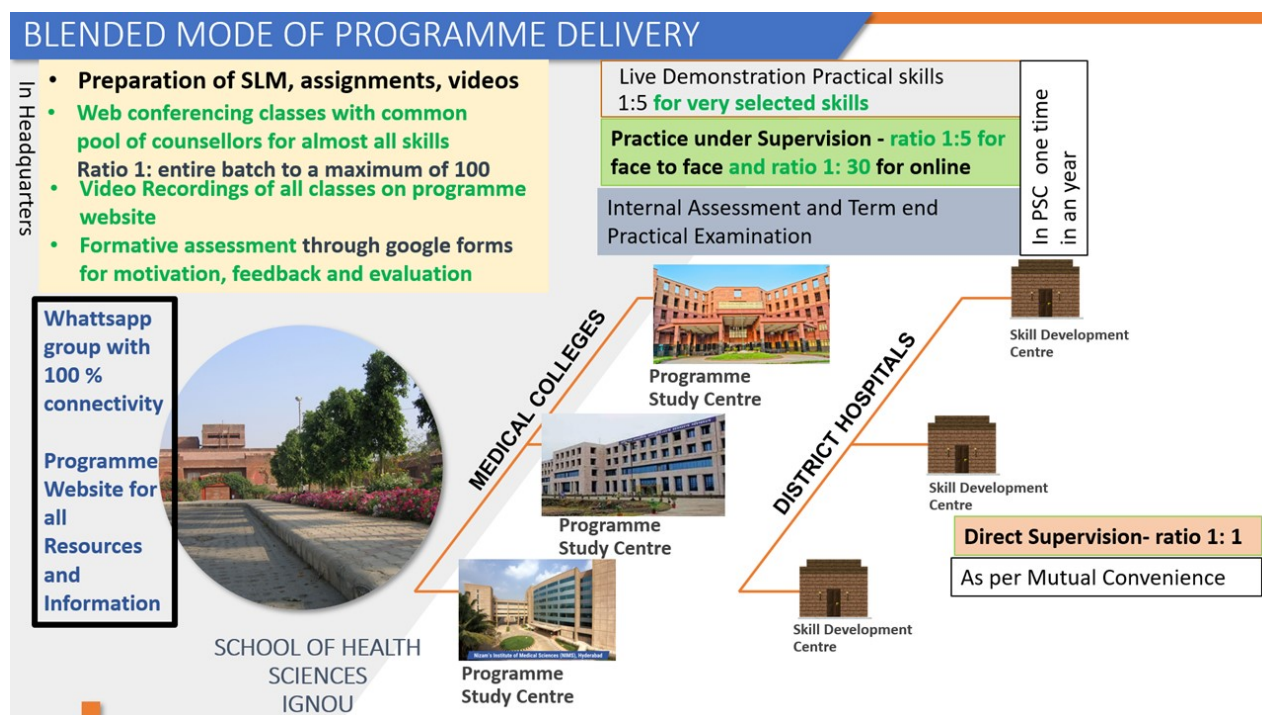 BLENDED MODE OF PROGRAMME DELIVERY
In Headquarters
• Preparation of SLM, assignments, videos
• Web conferencing classes with common
pool of counsellors for almost all skills
Ratio 1: entire batch to a maximum of 100
• Video Recordings of all classes on programme
website
• Formative assessment through google forms
for motivation, feedback and evaluation
Live Demonstration Practical skills
1:5 for very selected skills
Practice under Supervision - ratio 1:5 for
face to face and ratio 1: 30 for online
Internal Assessment and Term end
Practical Examination
In PSC one time
in an year
Whattsapp
group with
100 %
connectivity
Programme
Website for
all
Resources
and
Information
SCHOOL OF HEALTH
SCIENCES
IGNOU
MEDICAL COLLEGES
Programme
Study Centre
Programme
Study Centre
Nizam's Institute of Medical Sciences (NIMS), Hyderabad
Programme
Study Centre
DISTRICT HOSPITALS
Skill Development
Centre
Skill Development
Centre
Skill Development
Centre
Direct Supervision- ratio 1: 1
As per Mutual Convenience